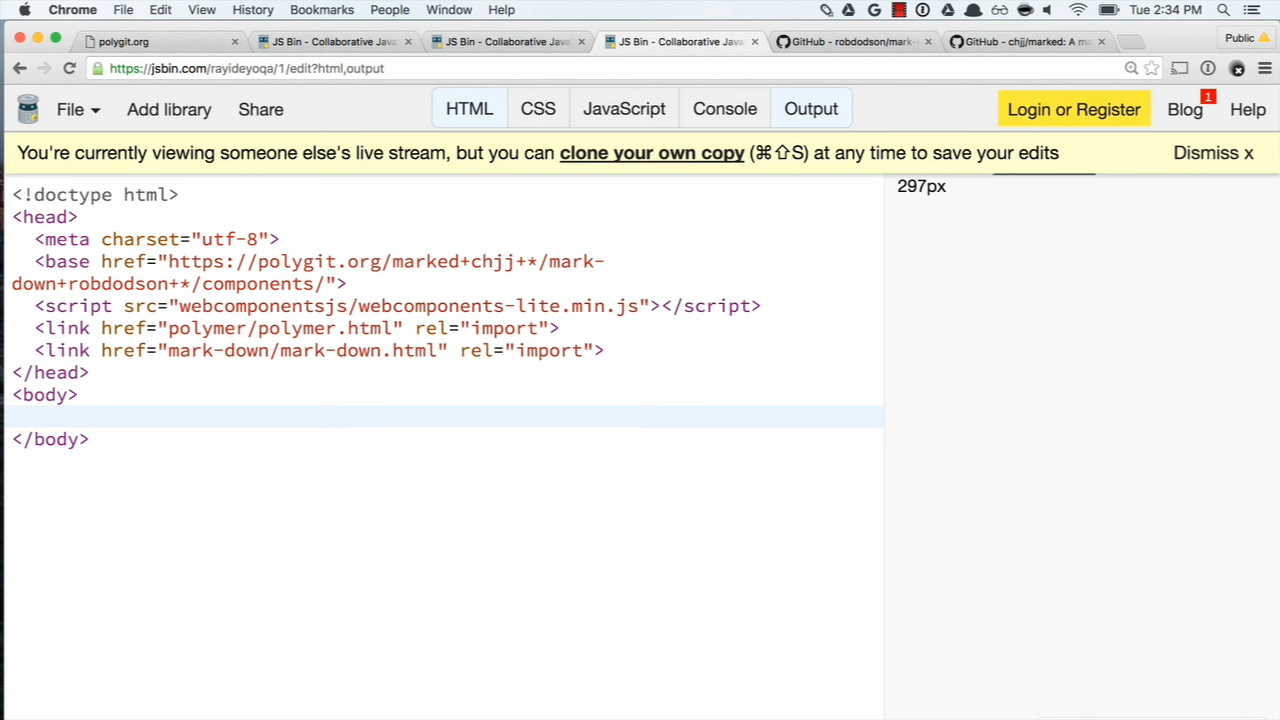 Chrome File Edit View History Bookmarks People Window Help Tue 2:34 PM
polygit.org × JS Bin - Collaborative Java × JS Bin - Collaborative Java × JS Bin - Collaborative Java × GitHub - robdodson/mark- × GitHub - chjj/marked: A ma × Public
https://jsbin.com/rayideyoqa/1/edit?html,output
File Add library Share HTML CSS JavaScript Console Output Login or Register Blog 1 Help
You're currently viewing someone else's live stream, but you can clone your own copy (⌘⇧S) at any time to save your edits Dismiss x
297px
<!doctype html>
<head>
<meta charset="utf-8">
<base href="https://polygit.org/marked+chjj+*/mark-
down+robdodson+*/components/">
<script src="webcomponentsjs/webcomponents-lite.min.js"></script>
<link href="polymer/polymer.html" rel="import">
<link href="mark-down/mark-down.html" rel="import">
</head>
<body>
</body>